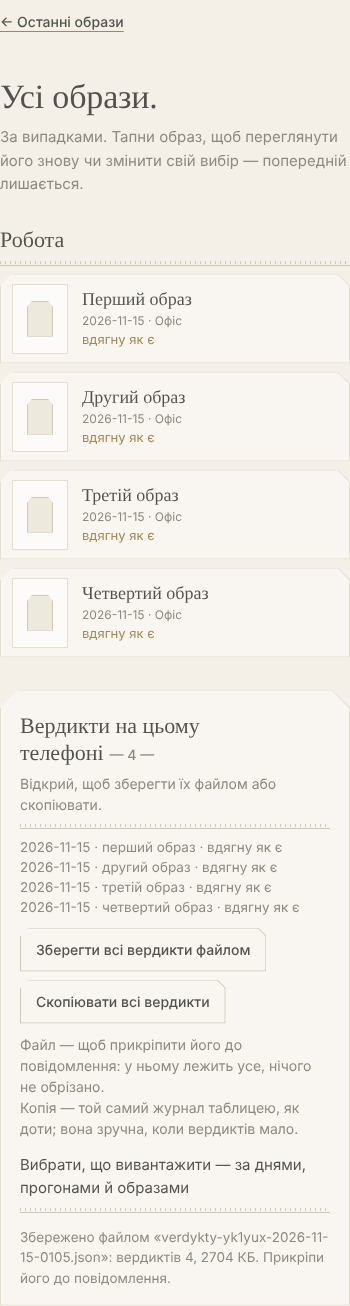 ← Останні образи
Усі образи.
За випадками. Тапни образ, щоб переглянути
його знову чи змінити свій вибір — попередній
лишається.
Робота
Перший образ
2026-11-15 · Офіс
вдягну як є
Другий образ
2026-11-15 · Офіс
вдягну як є
Третій образ
2026-11-15 · Офіс
вдягну як є
Четвертий образ
2026-11-15 · Офіс
вдягну як є
Вердикти на цьому
телефоні — 4 —
Відкрий, щоб зберегти їх файлом або
скопіювати.
2026-11-15 · перший образ · вдягну як є
2026-11-15 · другий образ · вдягну як є
2026-11-15 · третій образ · вдягну як є
2026-11-15 · четвертий образ · вдягну як є
Зберегти всі вердикти файлом
Скопіювати всі вердикти
Файл — щоб прикріпити його до
повідомлення: у ньому лежить усе, нічого
не обрізано.
Копія — той самий журнал таблицею, як
доти; вона зручна, коли вердиктів мало.
Вибрати, що вивантажити — за днями,
прогонами й образами
Збережено файлом «verdykty-yk1yux-2026-11-
15-0105.json»: вердиктів 4, 2704 КБ. Прикріпи
його до повідомлення.